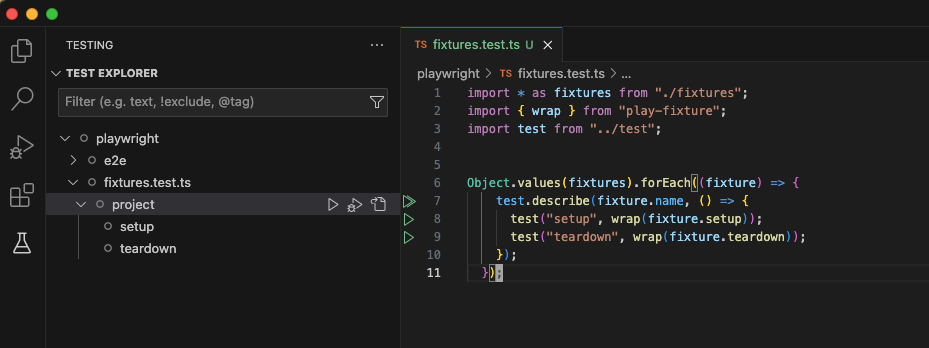 TESTING
TEST EXPLORER
Filter (e.g. text, !exclude, @tag)
playwright
e2e
fixtures.test.ts
project
setup
teardown
TS fixtures.test.ts U
playwright > TS fixtures.test.ts > ...
1 import * as fixtures from "./fixtures";
2 import { wrap } from "play-fixture";
3 import test from "../test";
4
5
6 Object.values(fixtures).forEach((fixture) => {
7 test.describe(fixture.name, () => {
8 test("setup", wrap(fixture.setup));
9 test("teardown", wrap(fixture.teardown));
10 });
11 });